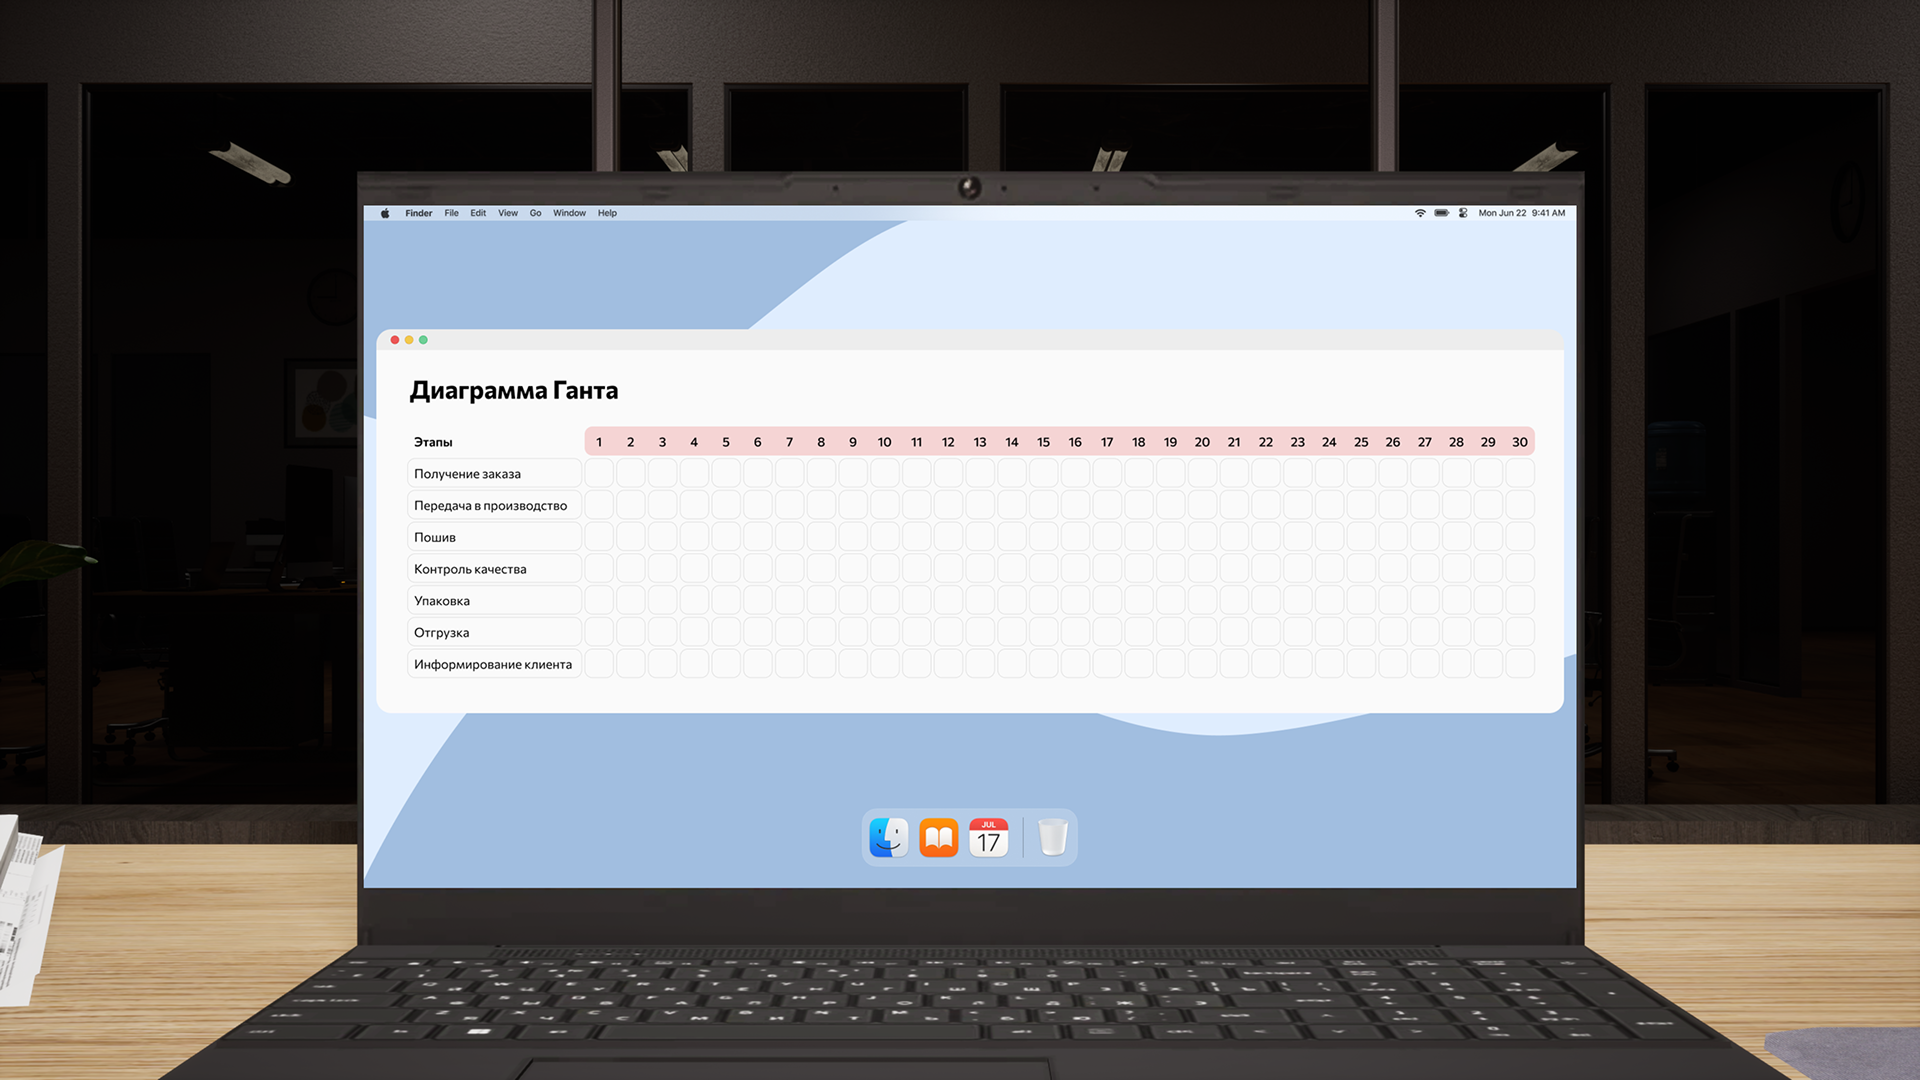 Finder File Edit View Go Window Help Mon Jun 22 9:41 AM
Диаграмма Ганта
Этапы 1 2 3 4 5 6 7 8 9 10 11 12 13 14 15 16 17 18 19 20 21 22 23 24 25 26 27 28 29 30
Получение заказа
Передача в производство
Пошив
Контроль качества
Упаковка
Отгрузка
Информирование клиента
JUL
17